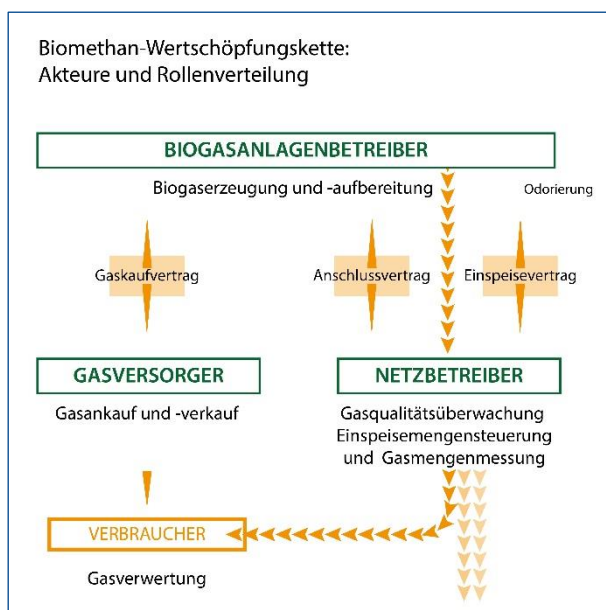 Biomethan-Wertschöpfungskette:
Akteure und Rollenverteilung
BIOGASANLAGENBETREIBER
Biogaserzeugung und -aufbereitung
Odorierung
Gaskaufvertrag
Anschlussvertrag
Einspeisevertrag
GASVERSORGER
NETZBETREIBER
Gasankauf und -verkauf
Gasqualitätsüberwachung
Einspeisemengensteuerung
und Gasmengenmessung
VERBRAUCHER
Gasverwertung